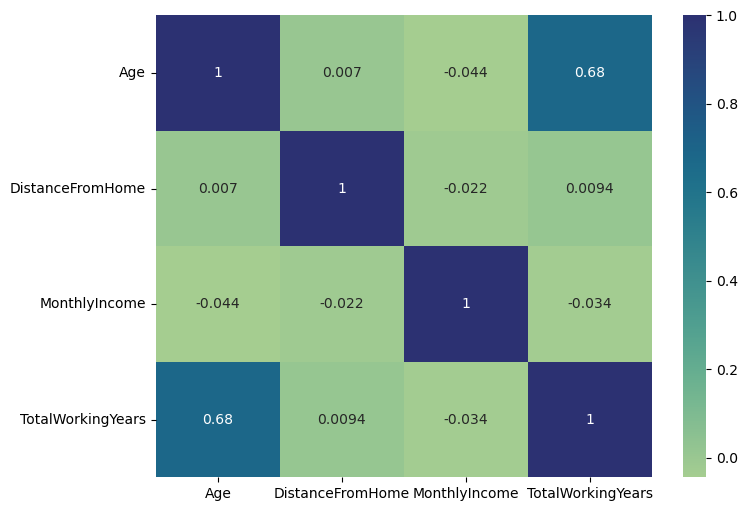 1.0
Age
1
0.007
-0.044
0.68
0.8
DistanceFromHome
0.007
1
-0.022
0.0094
0.6
0.4
MonthlyIncome
-0.044
-0.022
1
-0.034
0.2
TotalWorkingYears
0.68
0.0094
-0.034
1
0.0
Age
DistanceFromHome
MonthlyIncome
TotalWorkingYears